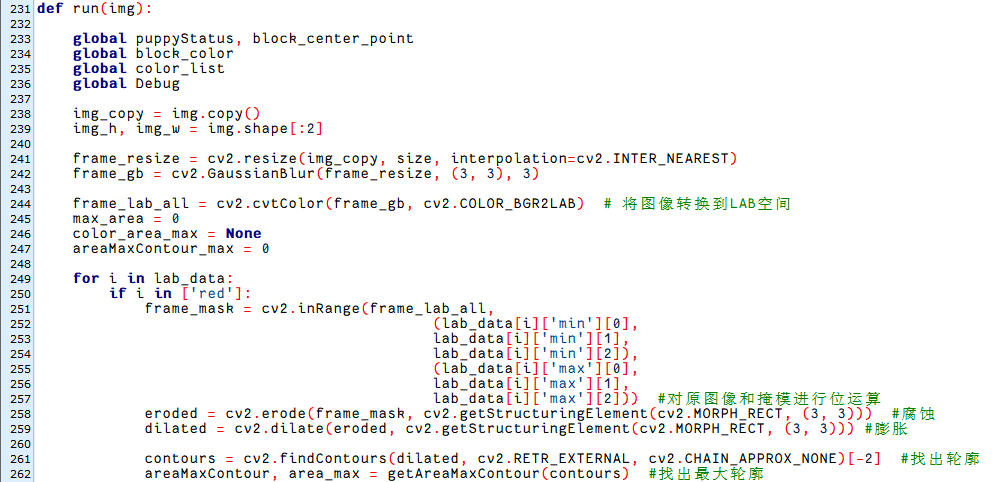 231 def run(img):
232
233     global puppyStatus, block_center_point
234     global block_color
235     global color_list
236     global Debug
237
238     img_copy = img.copy()
239     img_h, img_w = img.shape[:2]
240
241     frame_resize = cv2.resize(img_copy, size, interpolation=cv2.INTER_NEAREST)
242     frame_gb = cv2.GaussianBlur(frame_resize, (3, 3), 3)
243
244     frame_lab_all = cv2.cvtColor(frame_gb, cv2.COLOR_BGR2LAB)  # 将图像转换到LAB空间
245     max_area = 0
246     color_area_max = None
247     areaMaxContour_max = 0
248
249     for i in lab_data:
250         if i in ['red']:
251             frame_mask = cv2.inRange(frame_lab_all,
252                                             (lab_data[i]['min'][0],
253                                             lab_data[i]['min'][1],
254                                             lab_data[i]['min'][2]),
255                                             (lab_data[i]['max'][0],
256                                             lab_data[i]['max'][1],
257                                             lab_data[i]['max'][2]))  #对原图像和掩模进行位运算
258             eroded = cv2.erode(frame_mask, cv2.getStructuringElement(cv2.MORPH_RECT, (3, 3)))  #腐蚀
259             dilated = cv2.dilate(eroded, cv2.getStructuringElement(cv2.MORPH_RECT, (3, 3))) #膨胀
260
261             contours = cv2.findContours(dilated, cv2.RETR_EXTERNAL, cv2.CHAIN_APPROX_NONE)[-2]  #找出轮廓
262             areaMaxContour, area_max = getAreaMaxContour(contours)  #找出最大轮廓